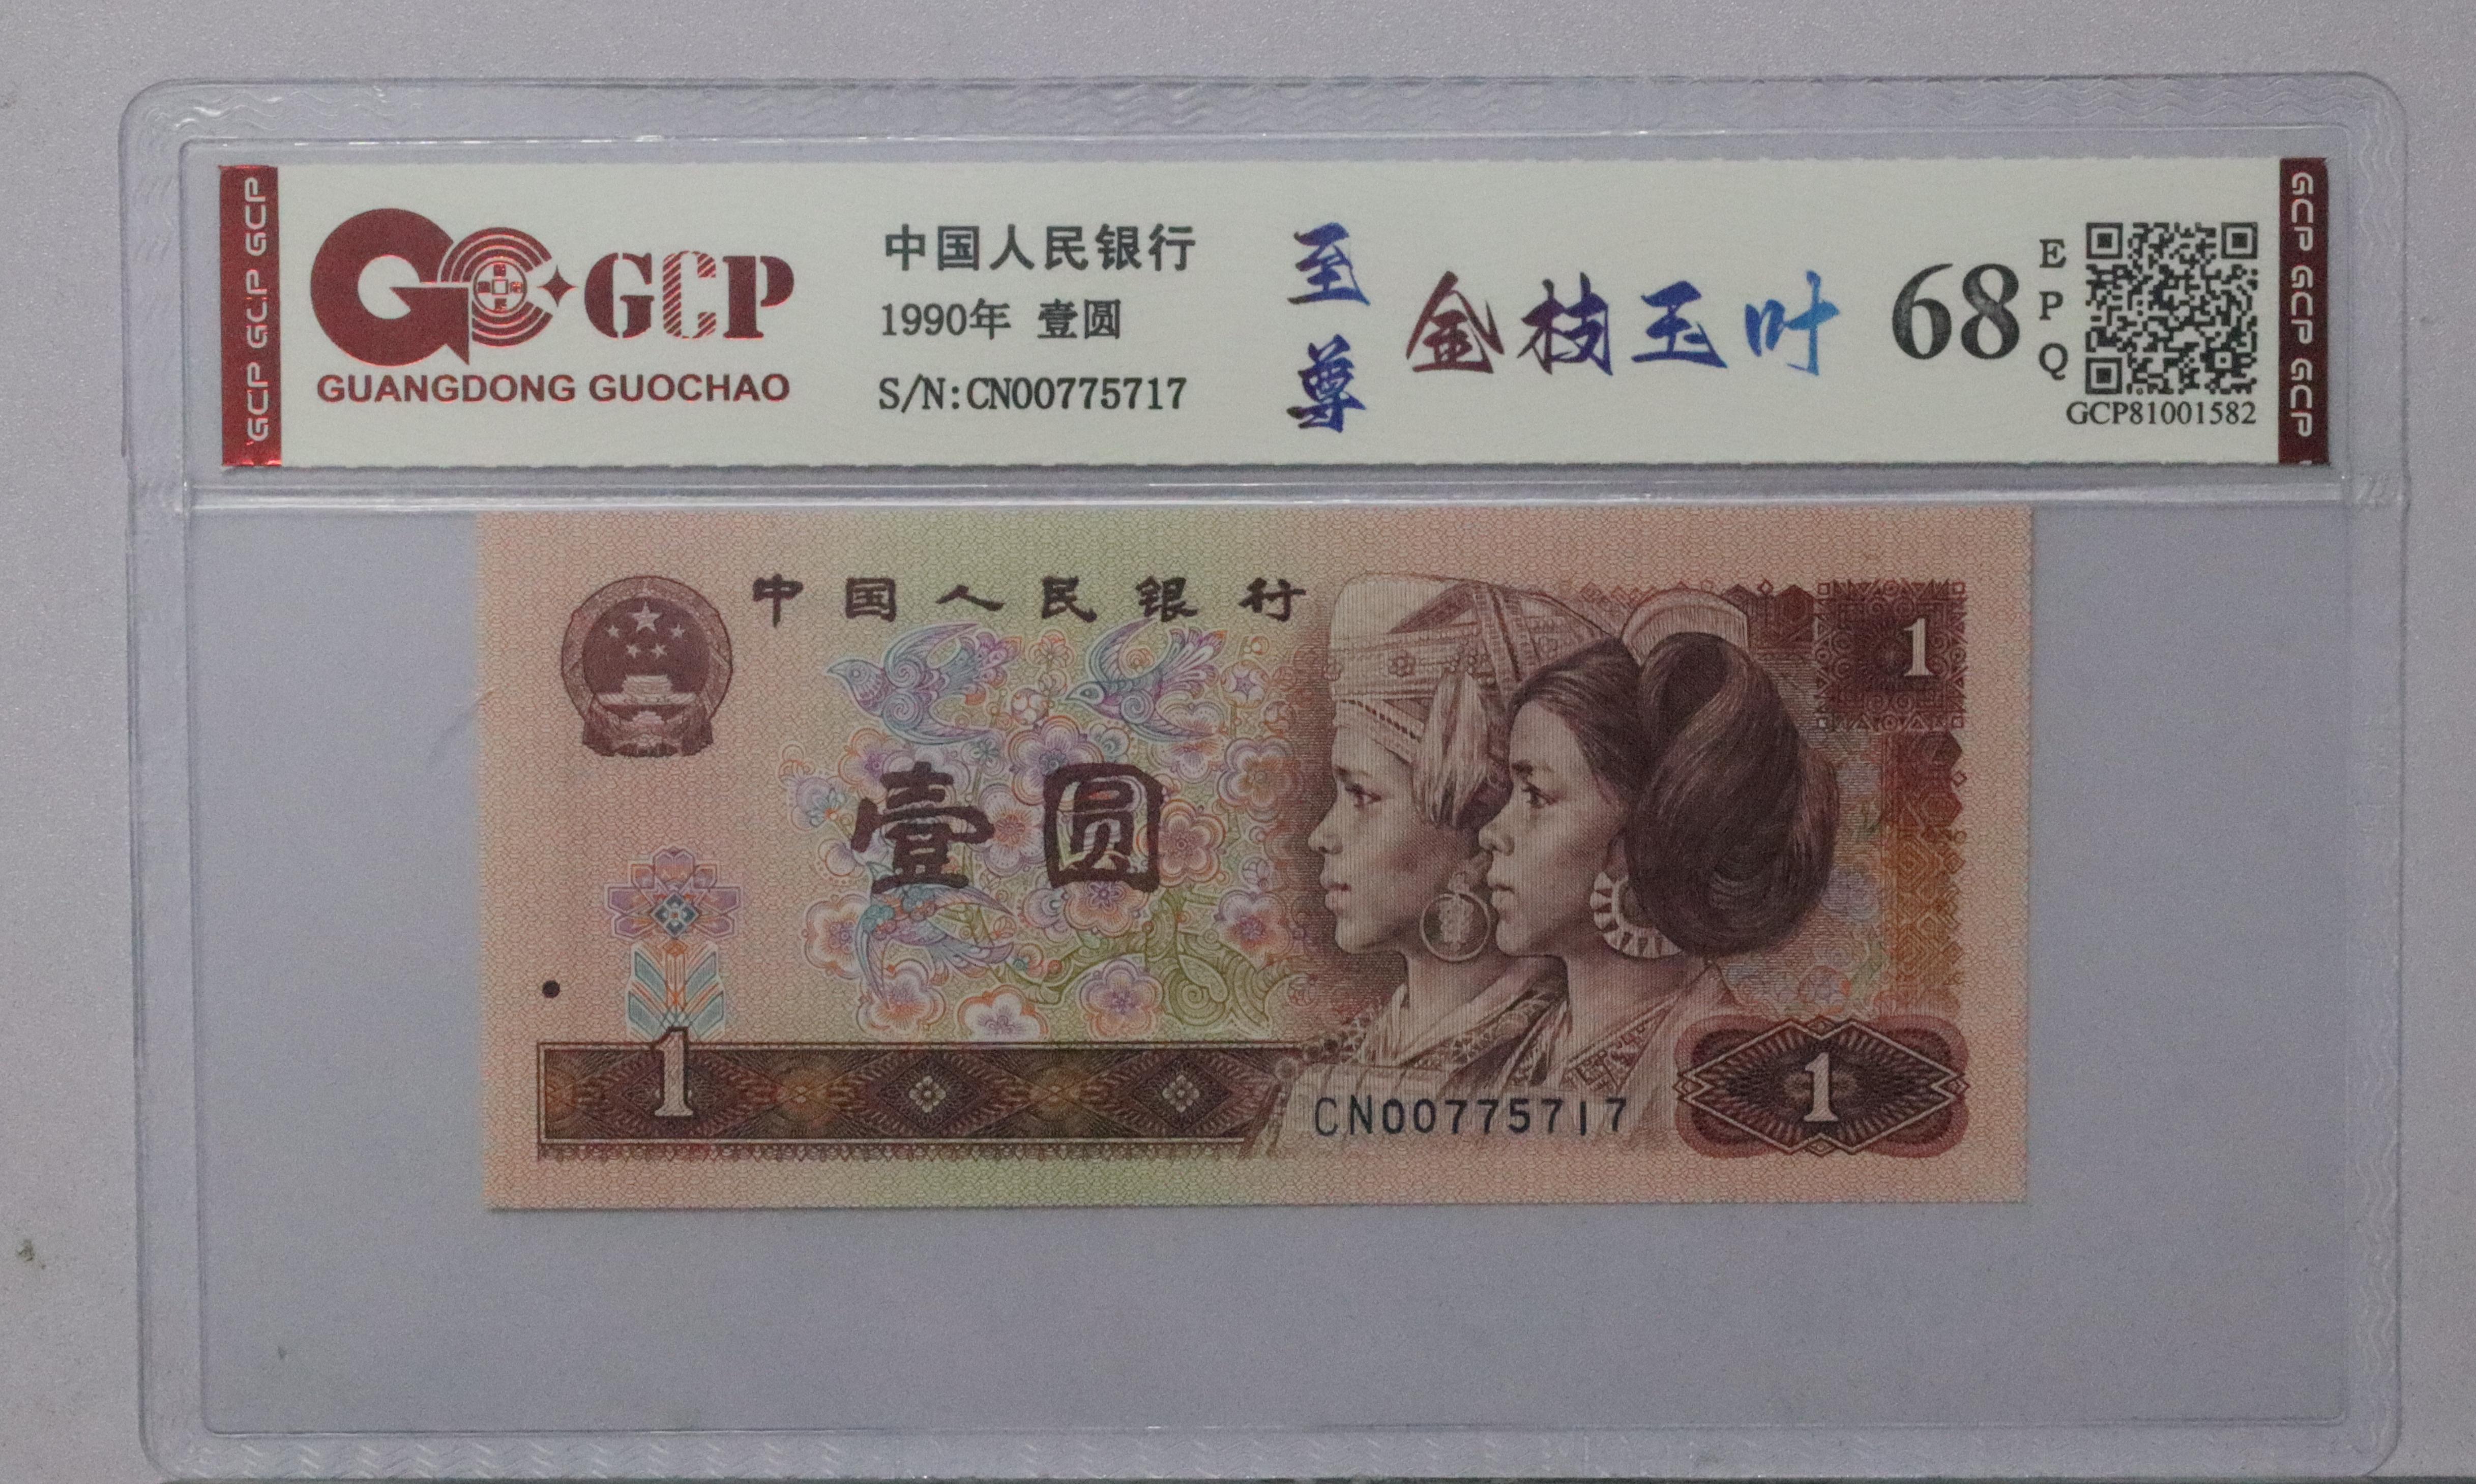 GCP GCP GCP
GCP
GUANGDONG GUOCHAO
中国人民银行
1990年 壹圆
S/N:CN00775717
至尊
金枝玉叶
68
EPQ
GCP81001582
GCP GCP GCP
中国人民银行
1
壹圆
1
CN00775717
1